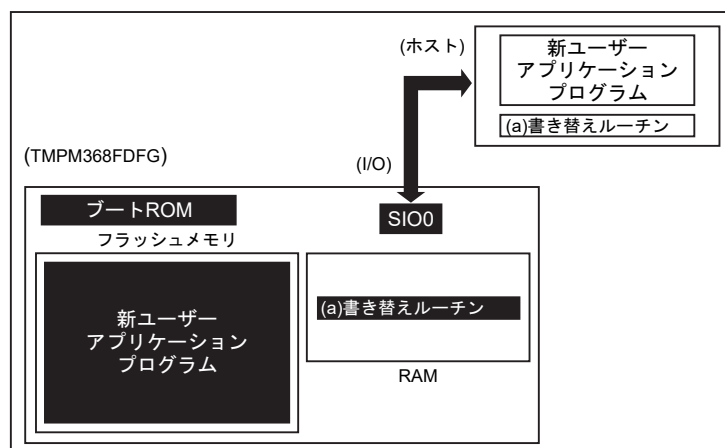 (ホスト)
新ユーザー
アプリケーション
プログラム
(a)書き替えルーチン
(TMPM368FDFG)
(I/O)
ブートROM
SIO0
フラッシュメモリ
新ユーザー
アプリケーション
プログラム
(a)書き替えルーチン
RAM